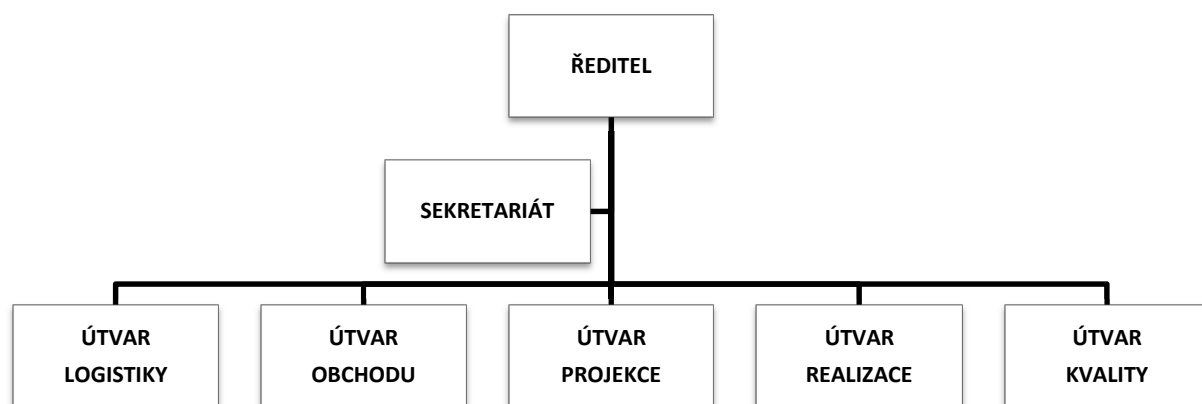 ŘEDITEL
SEKRETARIÁT
ÚTVAR
LOGISTIKY
ÚTVAR
OBCHODU
ÚTVAR
PROJEKCE
ÚTVAR
REALIZACE
ÚTVAR
KVALITY